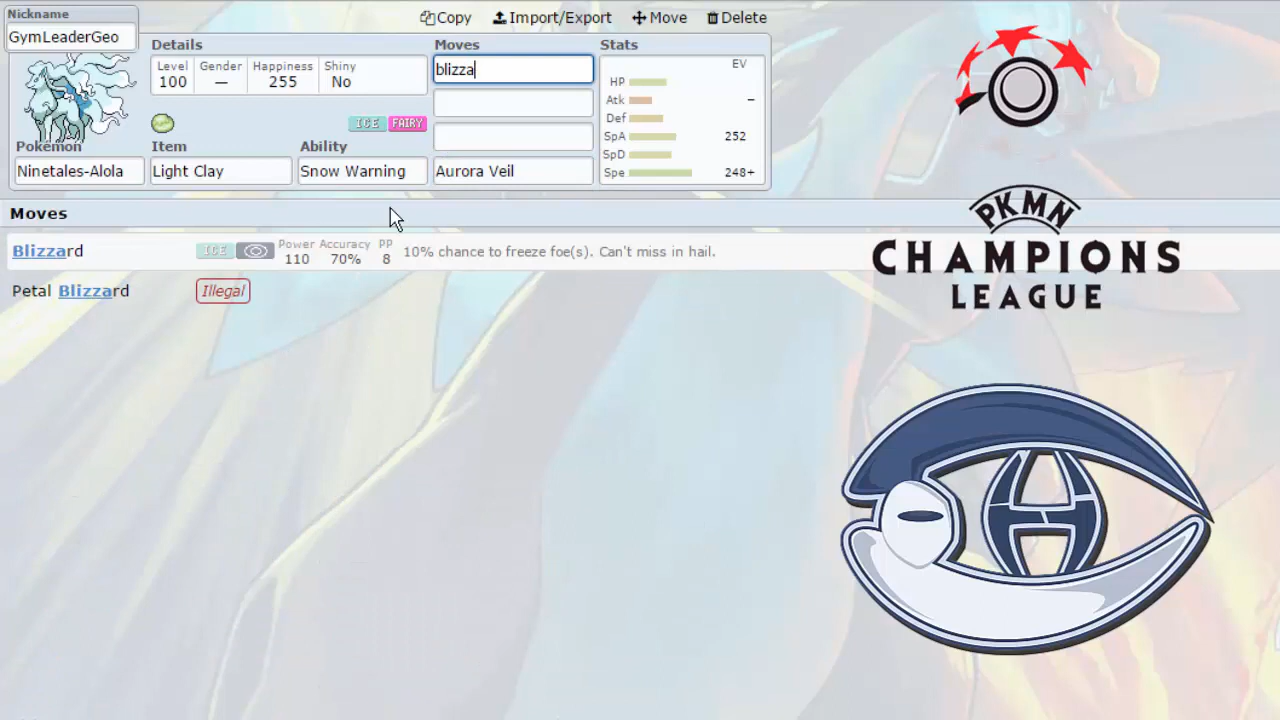 Nickname
GymLeaderGeo
Copy Import/Export Move Delete
Details
Level Gender Happiness Shiny
100 — 255 No
ICE FAIRY
Pokémon Item Ability
Ninetales-Alola Light Clay Snow Warning
Moves
blizza
Aurora Veil
Stats
EV
HP
Atk –
Def
SpA 252
SpD
Spe 248+
Moves
Blizzard ICE Power 110 Accuracy 70% PP 8 10% chance to freeze foe(s). Can't miss in hail.
Petal Blizzard Illegal
PKMN
CHAMPIONS
LEAGUE